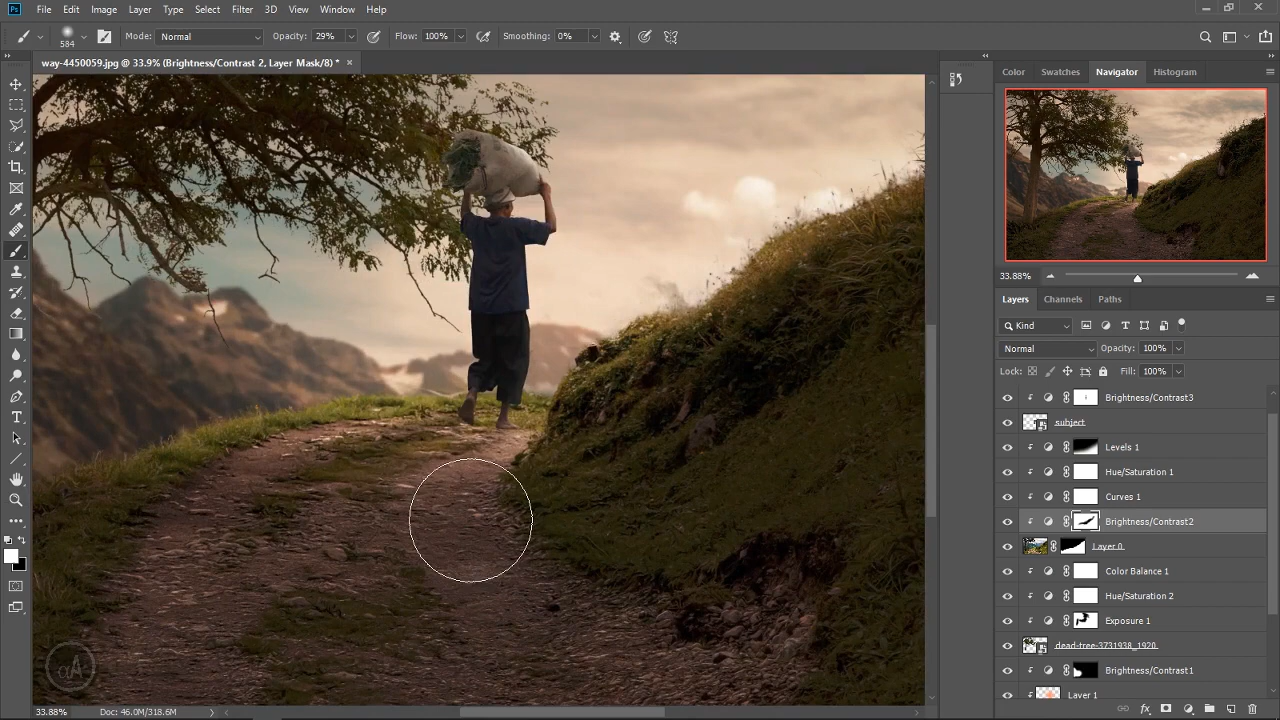 Ps File Edit Image Layer Type Select Filter 3D View Window Help
584 Mode: Normal Opacity: 29% Flow: 100% Smoothing: 0%
way-4450059.jpg @ 33.9% (Brightness/Contrast 2, Layer Mask/8) * ×
Color Swatches Navigator Histogram
33.88%
Layers Channels Paths
Kind
Normal Opacity: 100%
Lock: Fill: 100%
Brightness/Contrast3
subject
Levels 1
Hue/Saturation 1
Curves 1
Brightness/Contrast2
Layer 0
Color Balance 1
Hue/Saturation 2
Exposure 1
dead-tree-3731938_1920
Brightness/Contrast1
Layer 1
aA
33.88% Doc: 46.0M/318.6M
fx